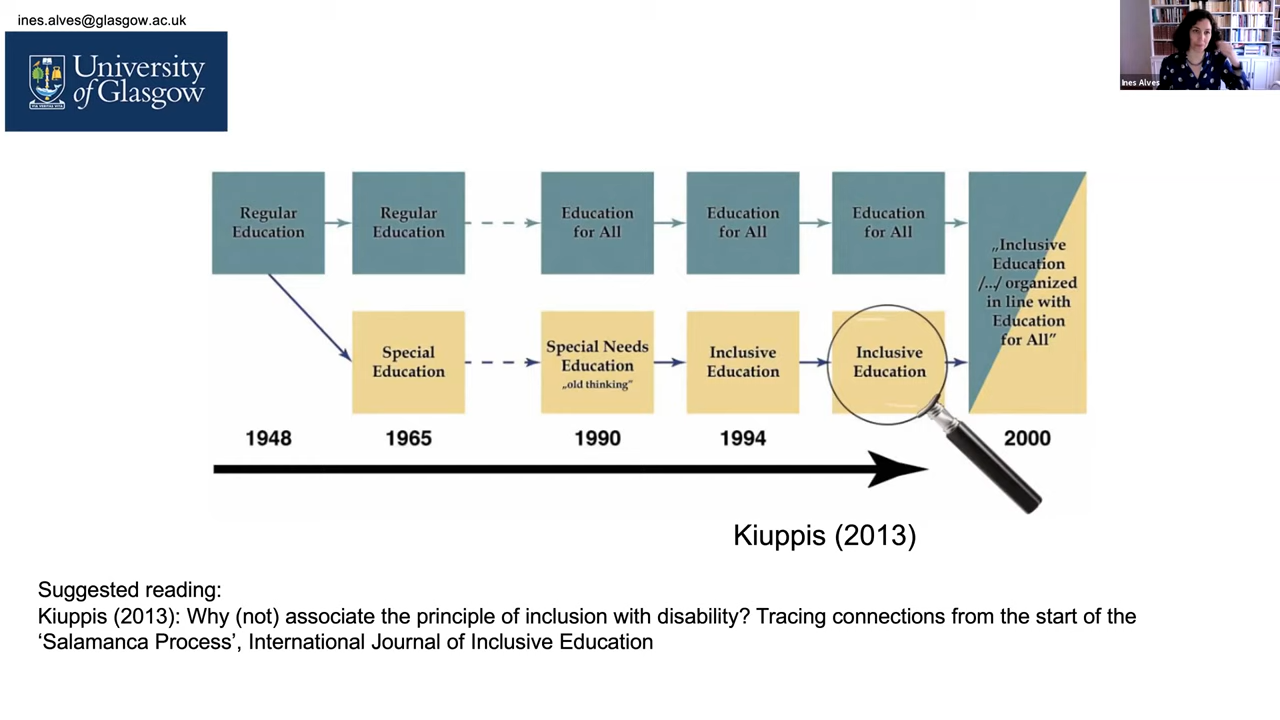 ines.alves@glasgow.ac.uk
University
of Glasgow
Ines Alves
Regular
Education
Regular
Education
Education
for All
Education
for All
Education
for All
„Inclusive
Education
/.../ organized
in line with
Education
for All”
Special
Education
Special Needs
Education
„old thinking”
Inclusive
Education
Inclusive
Education
1948
1965
1990
1994
2000
Kiuppis (2013)
Suggested reading:
Kiuppis (2013): Why (not) associate the principle of inclusion with disability? Tracing connections from the start of the
‘Salamanca Process’, International Journal of Inclusive Education